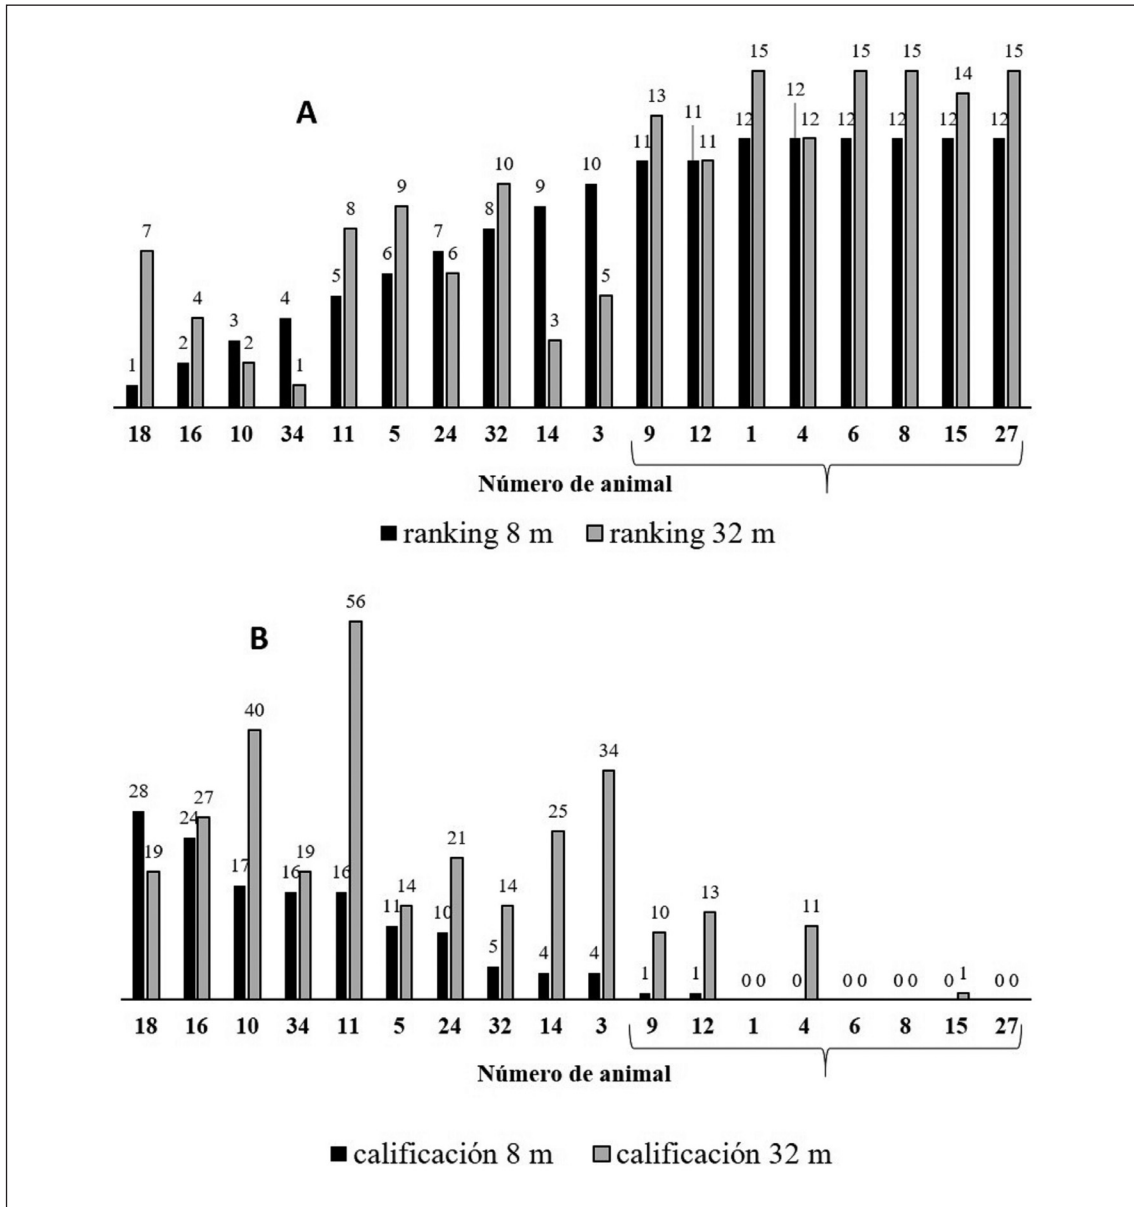 A
1 7 2 4 3 2 4 1 5 8 6 9 7 6 8 10 9 3 10 5 11 13 11 11 12 15 12 12 12 15 12 15 12 14 12 15
18 16 10 34 11 5 24 32 14 3 9 12 1 4 6 8 15 27
Número de animal
ranking 8 m ranking 32 m
B
28 19 24 27 17 40 16 19 16 56 11 14 10 21 5 14 4 25 4 34 1 10 1 13 0 0 0 11 0 0 0 0 0 1 0 0
18 16 10 34 11 5 24 32 14 3 9 12 1 4 6 8 15 27
Número de animal
calificación 8 m calificación 32 m